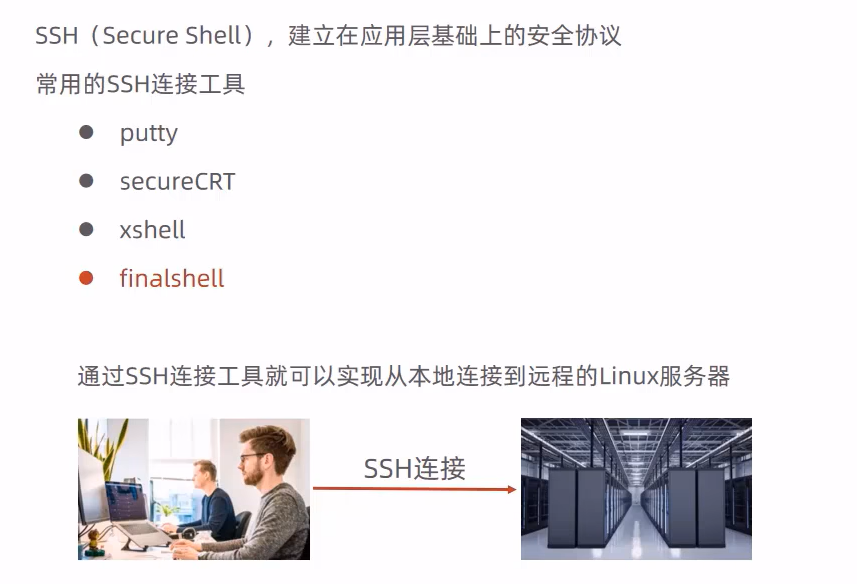 SSH（Secure Shell），建立在应用层基础上的安全协议
常用的SSH连接工具
putty
secureCRT
xshell
finalshell
通过SSH连接工具就可以实现从本地连接到远程的Linux服务器
SSH连接